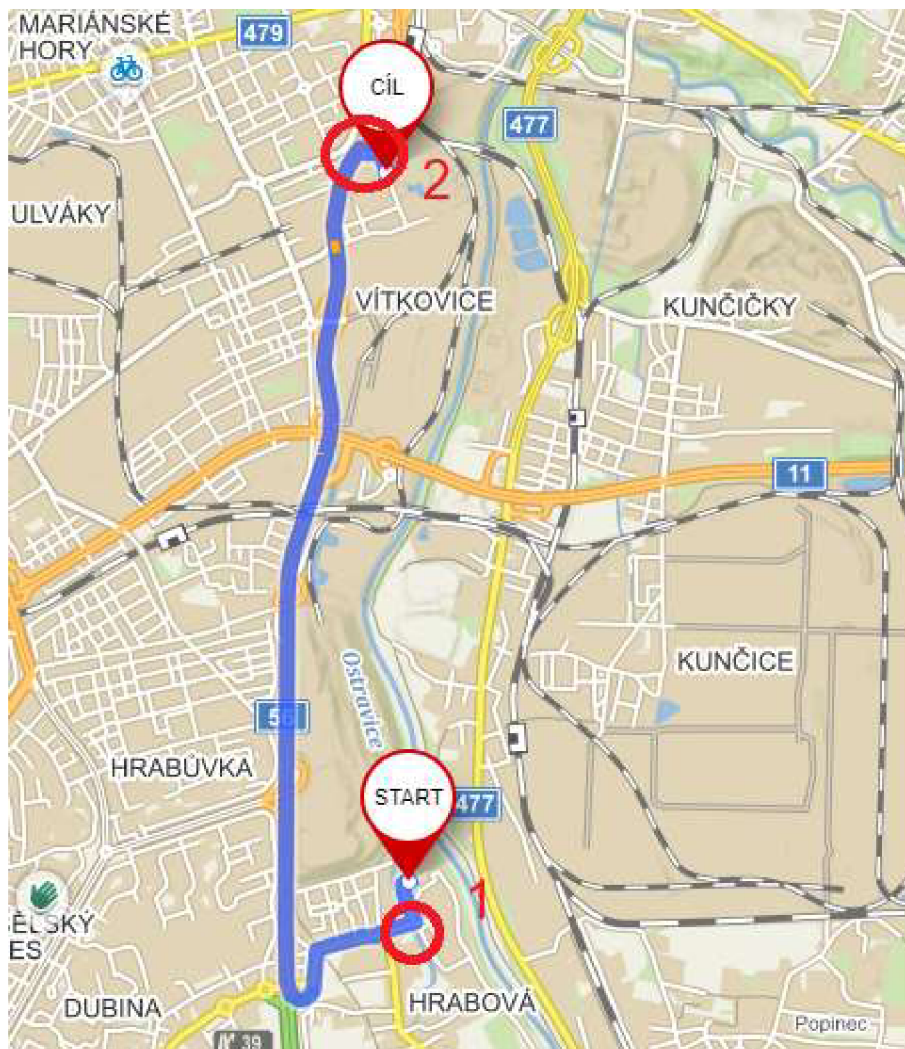 MARIÁNSKE
HORY
479
CÍL
477
2
ULVÁKY
VÍTKOVICE
KUNČIČKY
11
Ostravice
KUNČICE
56
HRABŮVKA
START
477
1
ĚLSKÝ
ES
DUBINA
HRABOVÁ
Popinec
39